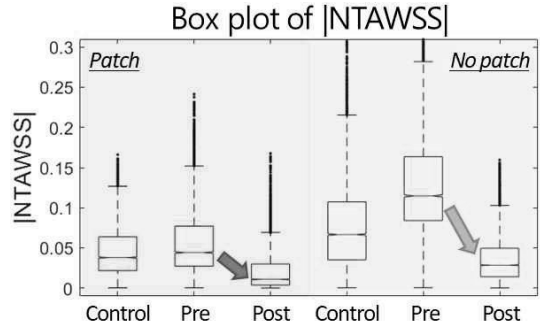 Box plot of |NTAWSS|
Patch
No patch
|NTAWSS|
0.3
0.25
0.2
0.15
0.1
0.05
0
Control Pre Post Control Pre Post